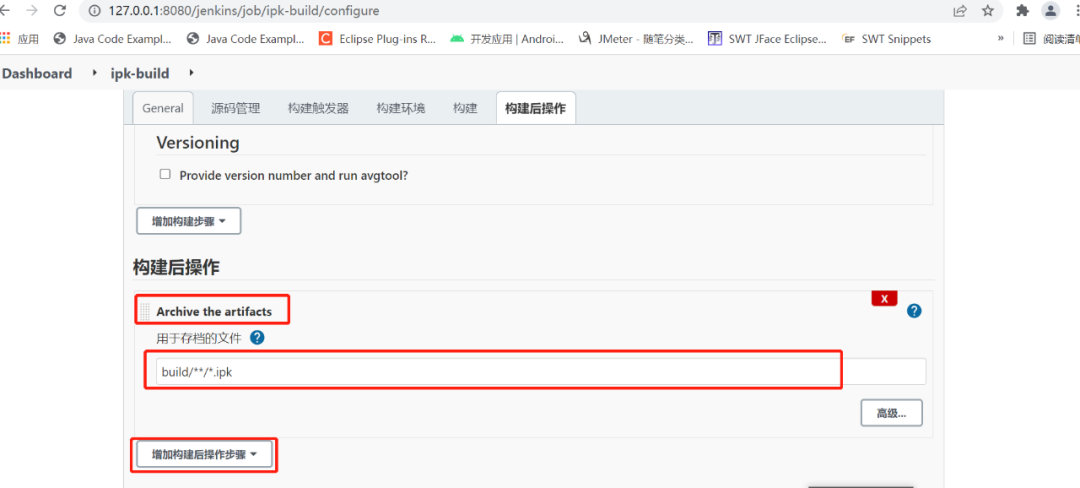 127.0.0.1:8080/jenkins/job/ipk-build/configure
应用 Java Code Exampl... Java Code Exampl... Eclipse Plug-ins R... 开发应用 | Androi... JMeter - 随笔分类... SWT JFace Eclipse... EF SWT Snippets » 阅读清单
Dashboard ipk-build
General 源码管理 构建触发器 构建环境 构建 构建后操作
Versioning
Provide version number and run avgtool?
增加构建步骤
构建后操作
X
Archive the artifacts ?
用于存档的文件 ?
build/**/*.ipk
高级...
增加构建后操作步骤